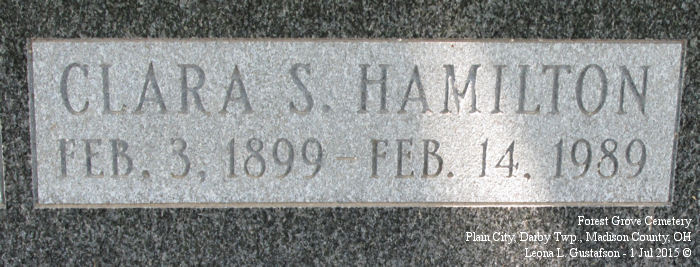 CLARA S. HAMILTON
FEB. 3, 1899 - FEB. 14, 1989
Forest Grove Cemetery
Plain City, Darby Twp., Madison County, OH
Leona L. Gustafson - 1 Jul 2015 ©